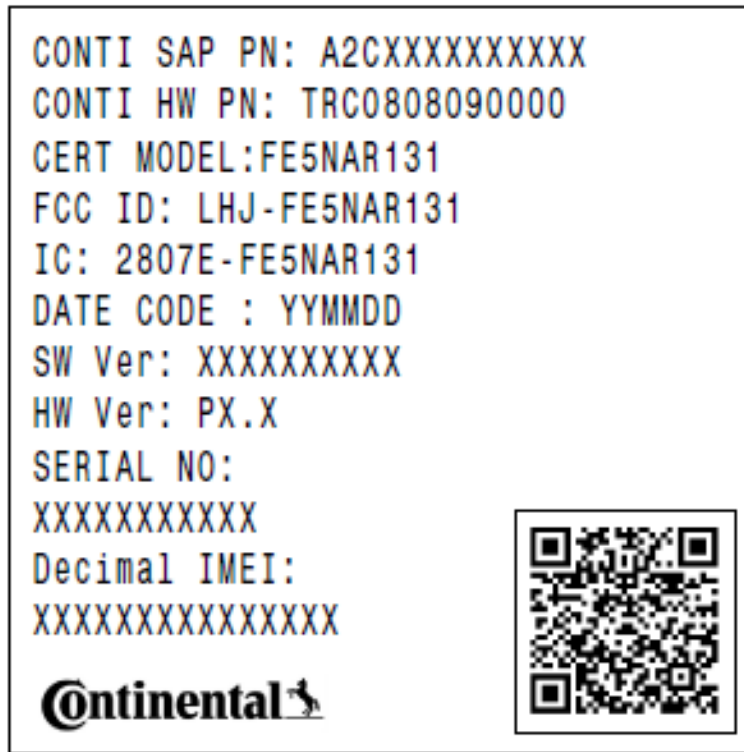 CONTI SAP PN: A2CXXXXXXXXXX
CONTI HW PN: TRC0808090000
CERT MODEL:FE5NAR131
FCC ID: LHJ-FE5NAR131
IC: 2807E-FE5NAR131
DATE CODE : YYMMDD
SW Ver: XXXXXXXXXX
HW Ver: PX.X
SERIAL NO:
XXXXXXXXXXX
Decimal IMEI:
XXXXXXXXXXXXXXX
Continental